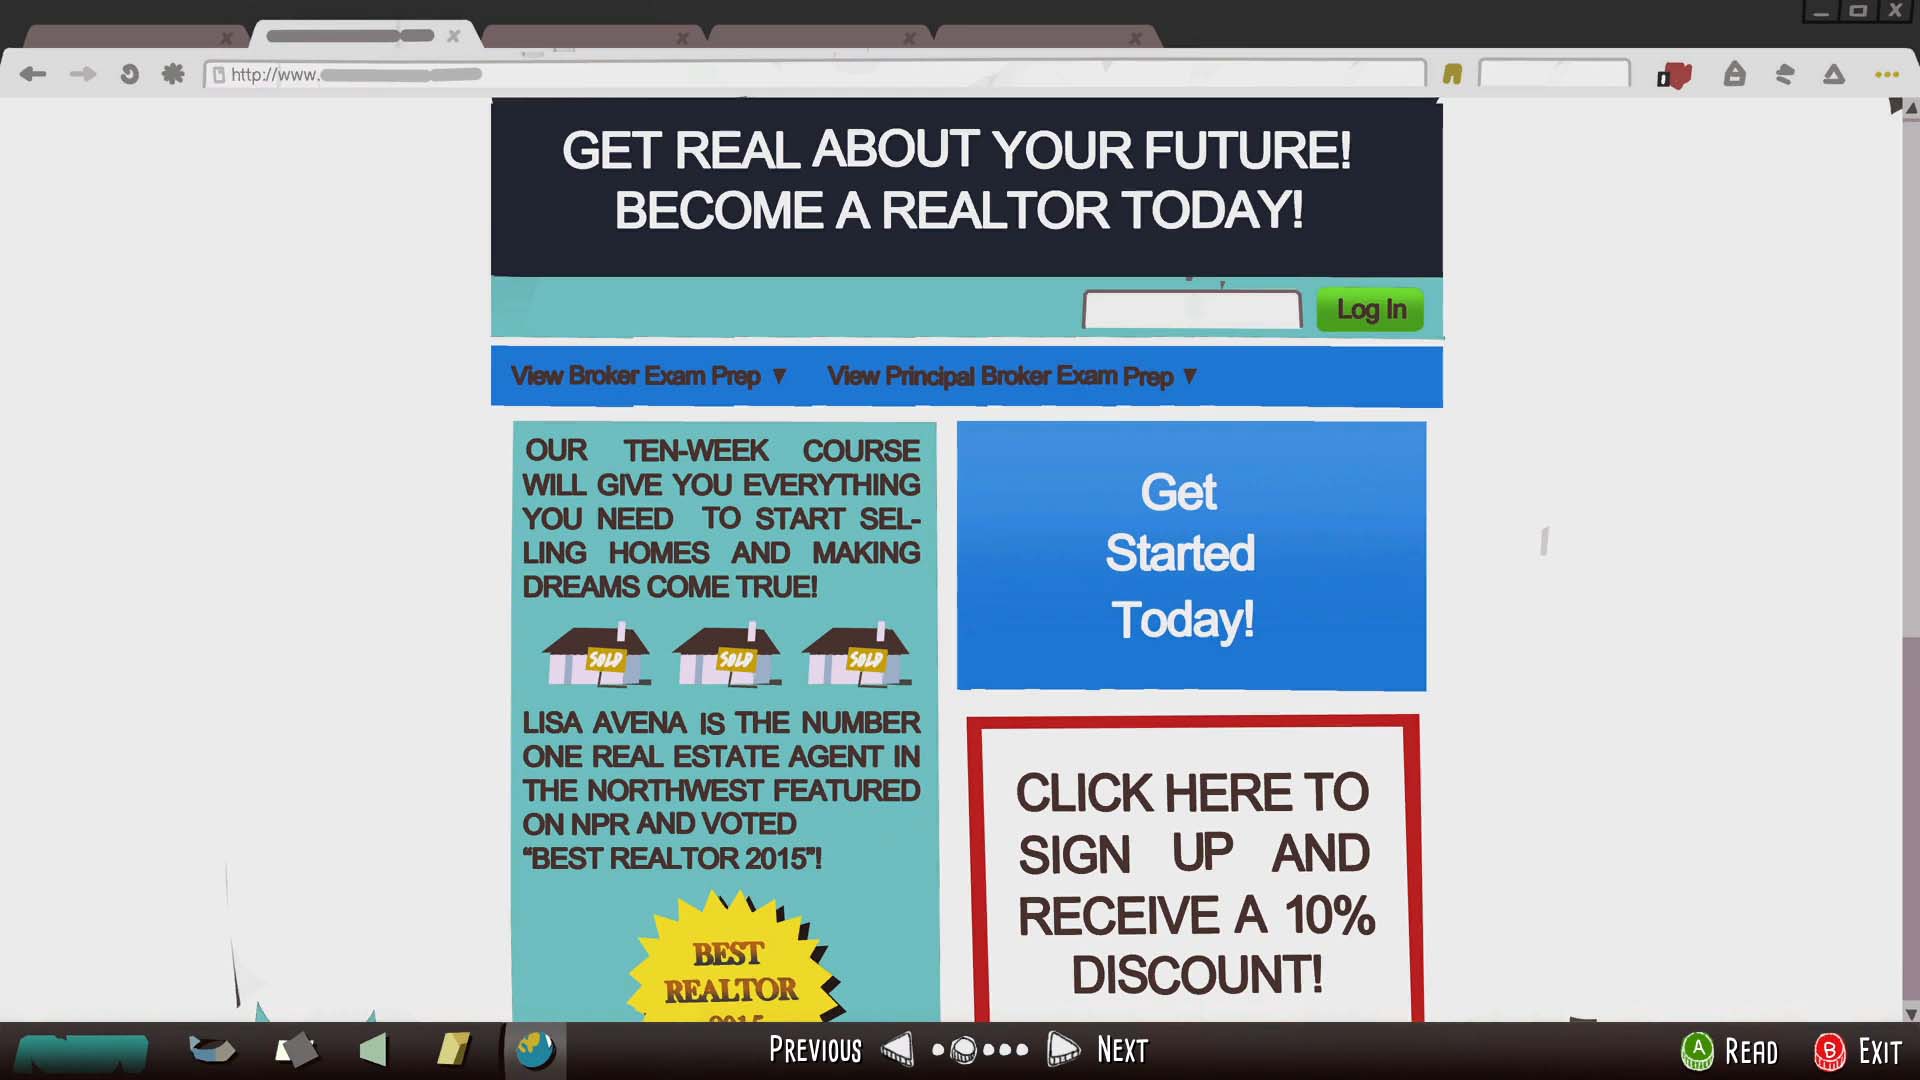 http://www.
GET REAL ABOUT YOUR FUTURE!
BECOME A REALTOR TODAY!
Log In
View Broker Exam Prep ▼ View Principal Broker Exam Prep ▼
OUR TEN-WEEK COURSE
WILL GIVE YOU EVERYTHING
YOU NEED TO START SEL-
LING HOMES AND MAKING
DREAMS COME TRUE!
SOLD SOLD SOLD
LISA AVENA IS THE NUMBER
ONE REAL ESTATE AGENT IN
THE NORTHWEST FEATURED
ON NPR AND VOTED
“BEST REALTOR 2015”!
BEST
REALTOR
2015
Get
Started
Today!
CLICK HERE TO
SIGN UP AND
RECEIVE A 10%
DISCOUNT!
PREVIOUS NEXT
A READ B EXIT